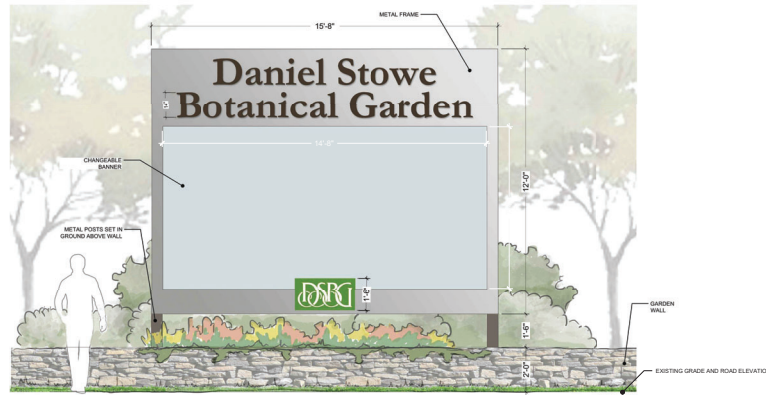 15'-8"
METAL FRAME
Daniel Stowe
Botanical Garden
14'-8"
CHANGEABLE
BANNER
12'-0"
METAL POSTS SET IN
GROUND ABOVE WALL
DSBG
1'-6"
GARDEN
WALL
1'-6"
2'-0"
EXISTING GRADE AND ROAD ELEVATIO